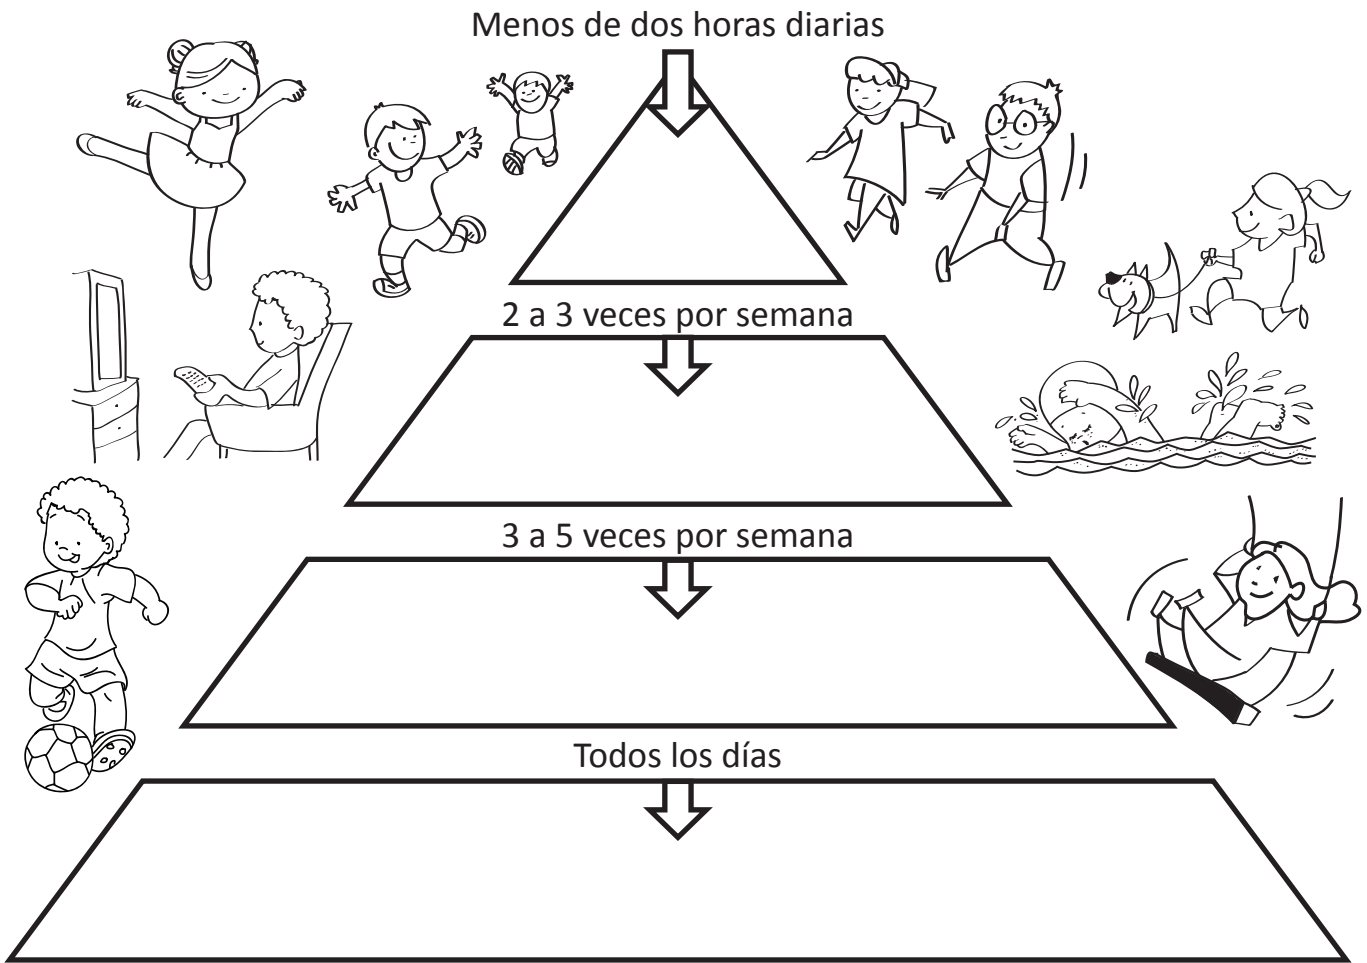 Menos de dos horas diarias
2 a 3 veces por semana
3 a 5 veces por semana
Todos los días